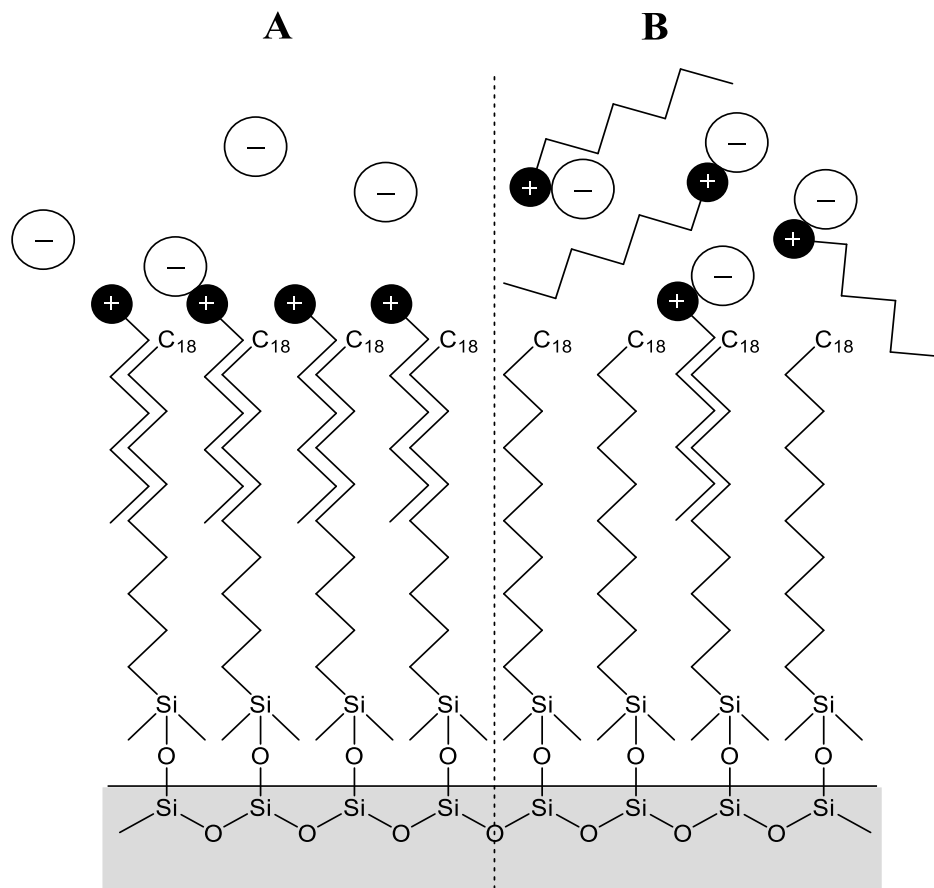 A B
− −
− + − + −
− +
− −
+ + + + +
C₁₈ C₁₈ C₁₈ C₁₈ C₁₈ C₁₈ C₁₈ C₁₈
Si Si Si Si Si Si Si Si
O O O O O O O O
Si Si Si Si Si Si Si Si
O O O O O O O